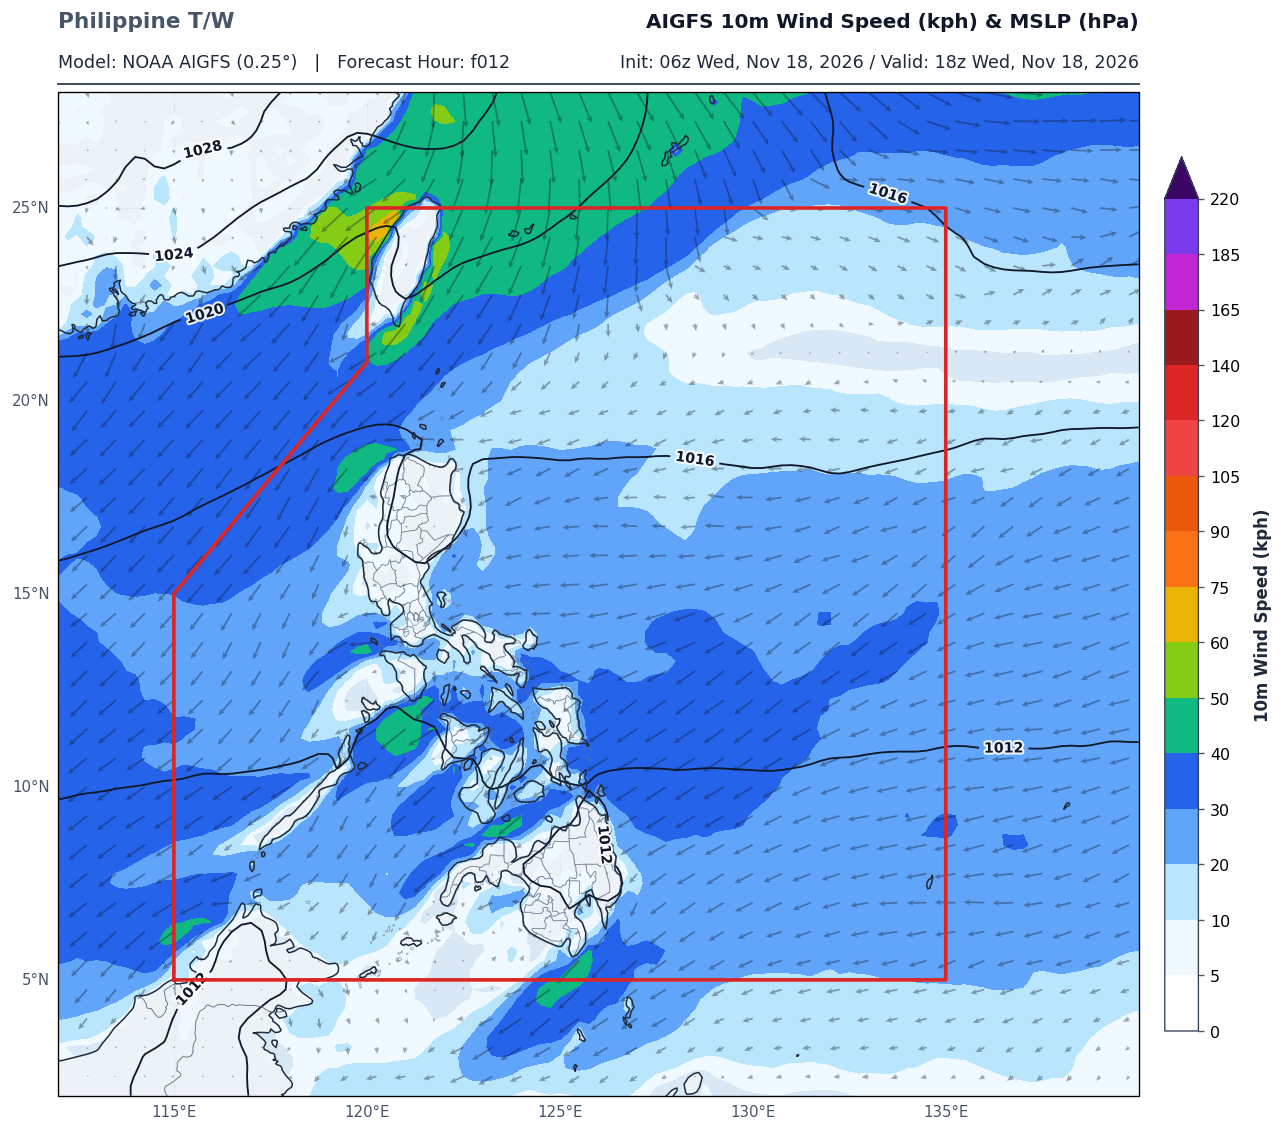 Philippine T/W
AIGFS 10m Wind Speed (kph) & MSLP (hPa)
Model: NOAA AIGFS (0.25°) | Forecast Hour: f012
Init: 06z Wed, Nov 18, 2026 / Valid: 18z Wed, Nov 18, 2026
1028
1016
1024
1020
1016
1012
1012
1012
25°N
20°N
15°N
10°N
5°N
115°E
120°E
125°E
130°E
135°E
220
185
165
140
120
105
90
75
60
50
40
30
20
10
5
0
10m Wind Speed (kph)